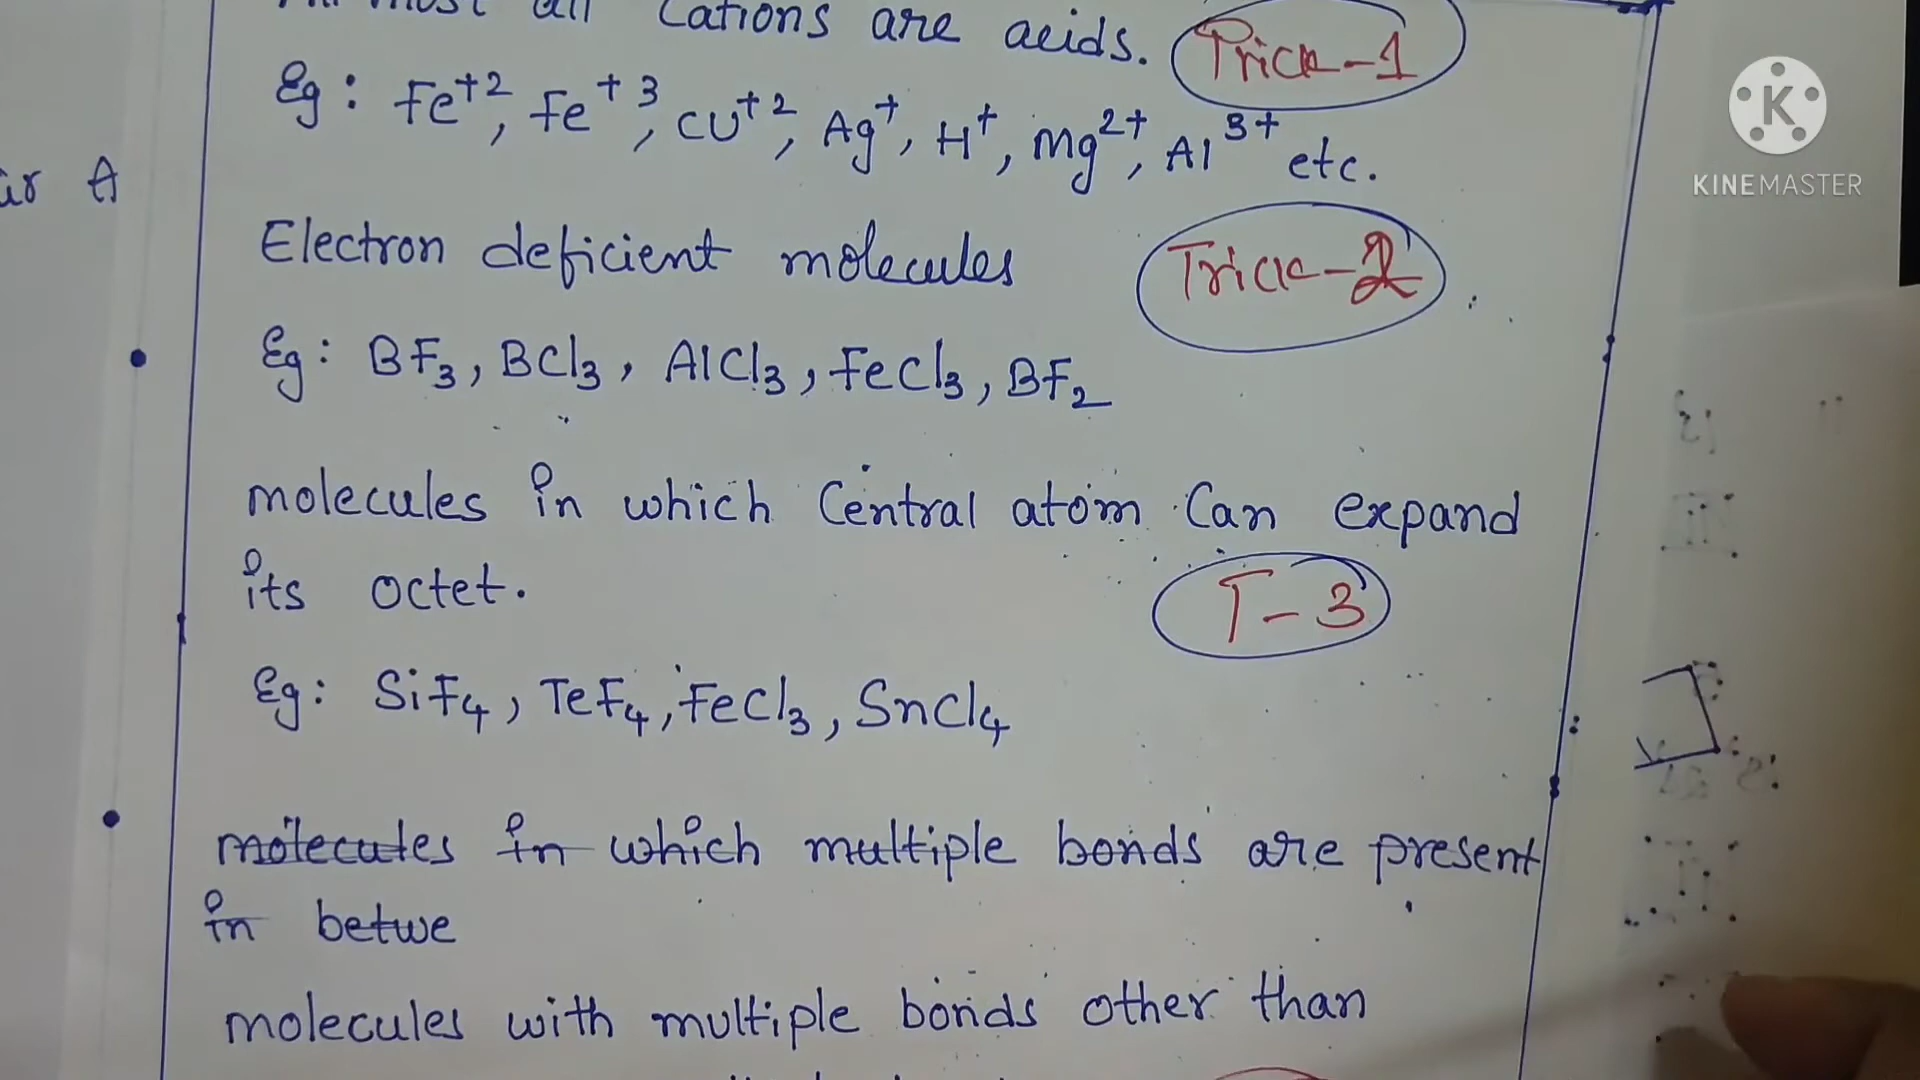 most all Cations are acids. Trick-1
Eg: Fe+2, Fe+3, Cu+2, Ag+, H+, Mg2+, Al3+ etc.
A
Electron deficient molecules Trick-2
Eg: BF3, BCl3, AlCl3, FeCl3, BF2
molecules in which Central atom Can expand
its octet. T-3
Eg: SiF4, TeF4, FeCl3, SnCl4
molecules in which multiple bonds are present
in betwe
molecules with multiple bonds other than
K
KINEMASTER